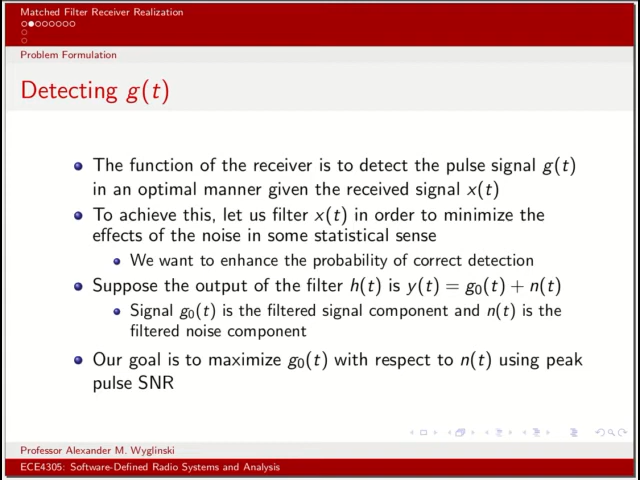 Matched Filter Receiver Realization
Problem Formulation
Detecting g(t)
The function of the receiver is to detect the pulse signal g(t)
in an optimal manner given the received signal x(t)
To achieve this, let us filter x(t) in order to minimize the
effects of the noise in some statistical sense
We want to enhance the probability of correct detection
Suppose the output of the filter h(t) is y(t) = g₀(t) + n(t)
Signal g₀(t) is the filtered signal component and n(t) is the
filtered noise component
Our goal is to maximize g₀(t) with respect to n(t) using peak
pulse SNR
Professor Alexander M. Wyglinski
ECE4305: Software-Defined Radio Systems and Analysis